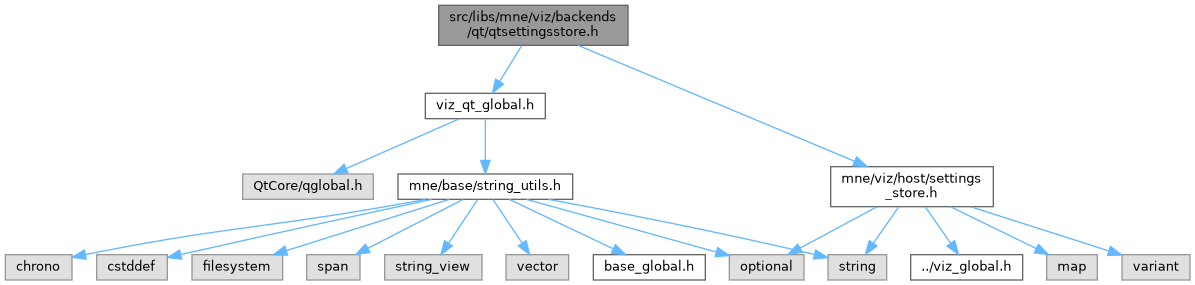 src/libs/mne/viz/backends
/qt/qtsettingsstore.h
viz_qt_global.h
QtCore/qglobal.h
mne/base/string_utils.h
mne/viz/host/settings
_store.h
chrono
cstddef
filesystem
span
string_view
vector
base_global.h
optional
string
../viz_global.h
map
variant